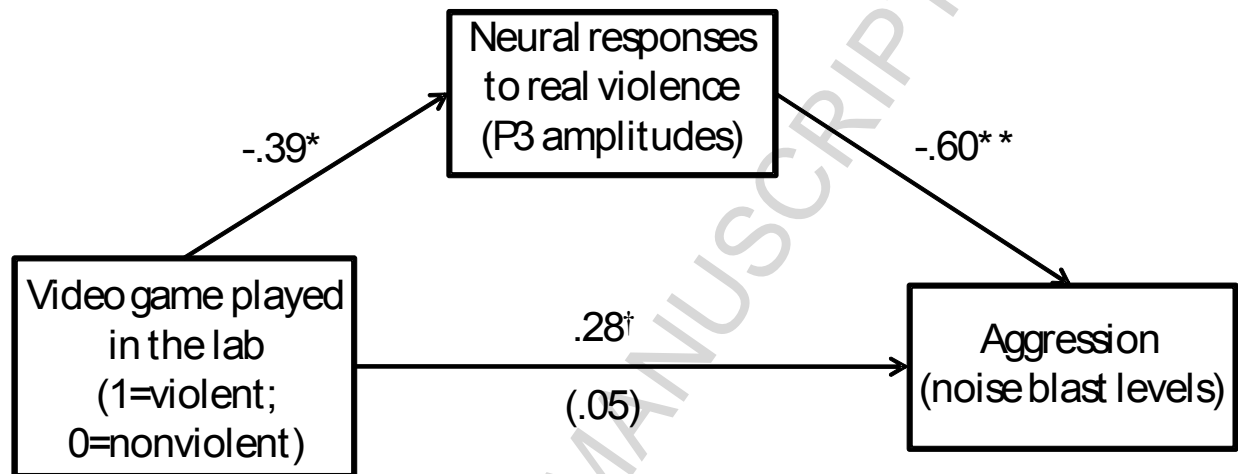 Neural responses
to real violence
(P3 amplitudes)
-.39*
-.60**
Video game played
in the lab
(1=violent;
0=nonviolent)
.28†
(.05)
Aggression
(noise blast levels)
MANUSCRIP